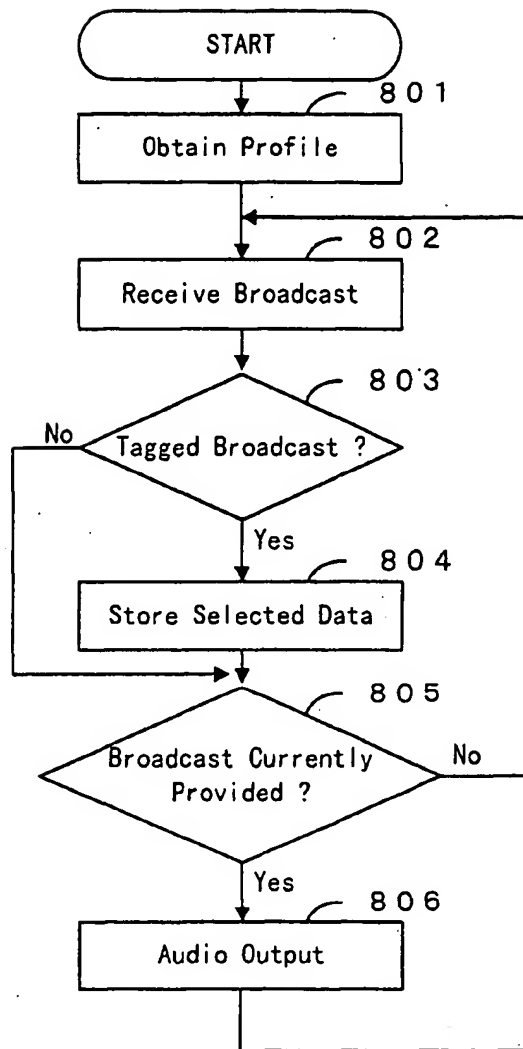 START
801
Obtain Profile
802
Receive Broadcast
803
No
Tagged Broadcast ?
Yes
804
Store Selected Data
805
Broadcast Currently
Provided ?
No
Yes
806
Audio Output